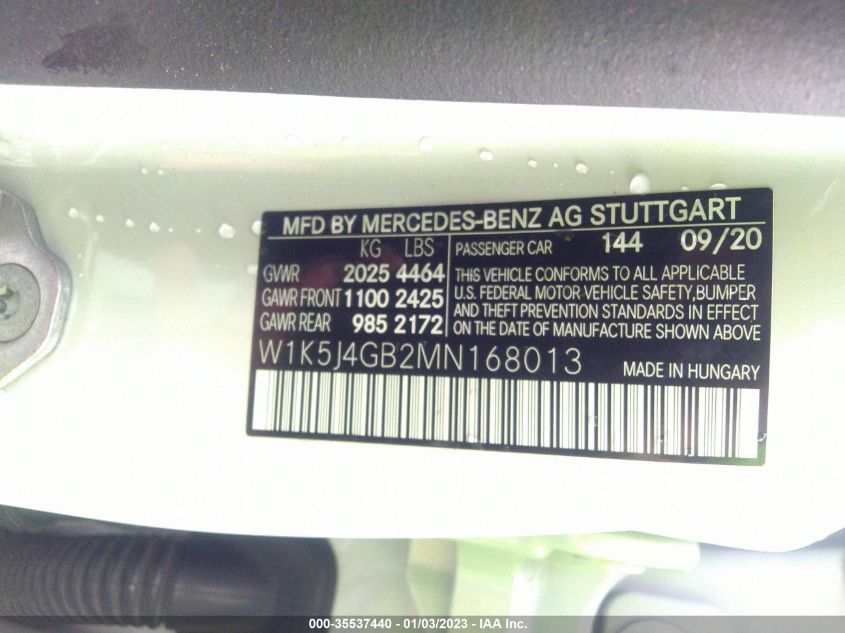 MFD BY MERCEDES-BENZ AG STUTTGART
KG LBS
GVWR 2025 4464
GAWR FRONT 1100 2425
GAWR REAR 985 2172
PASSENGER CAR 144 09/20
THIS VEHICLE CONFORMS TO ALL APPLICABLE
U.S. FEDERAL MOTOR VEHICLE SAFETY, BUMPER
AND THEFT PREVENTION STANDARDS IN EFFECT
ON THE DATE OF MANUFACTURE SHOWN ABOVE
W1K5J4GB2MN168013
MADE IN HUNGARY
000-35537440 - 01/03/2023 - IAA Inc.